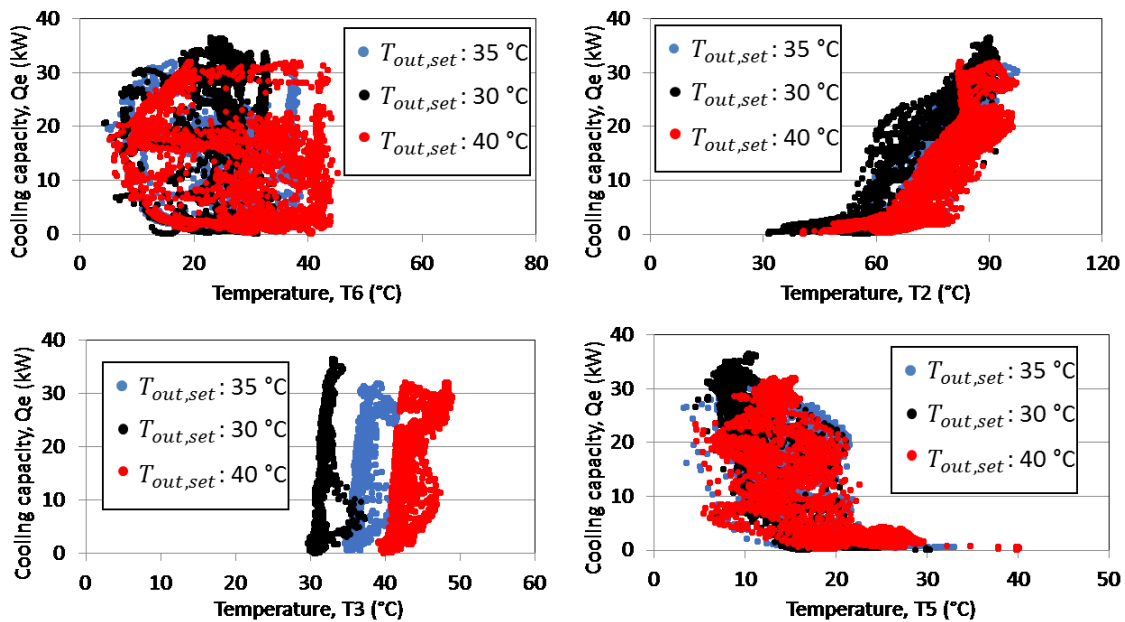 Cooling capacity, Qe (kW)
40
30
20
10
0
T_out,set: 35 °C
T_out,set: 30 °C
T_out,set: 40 °C
0 20 40 60 80
Temperature, T6 (°C)
Cooling capacity, Qe (kW)
40
30
20
10
0
T_out,set: 35 °C
T_out,set: 30 °C
T_out,set: 40 °C
0 30 60 90 120
Temperature, T2 (°C)
Cooling capacity, Qe (kW)
40
30
20
10
0
T_out,set: 35 °C
T_out,set: 30 °C
T_out,set: 40 °C
0 10 20 30 40 50 60
Temperature, T3 (°C)
Cooling capacity, Qe (kW)
40
30
20
10
0
T_out,set: 35 °C
T_out,set: 30 °C
T_out,set: 40 °C
0 10 20 30 40 50
Temperature, T5 (°C)